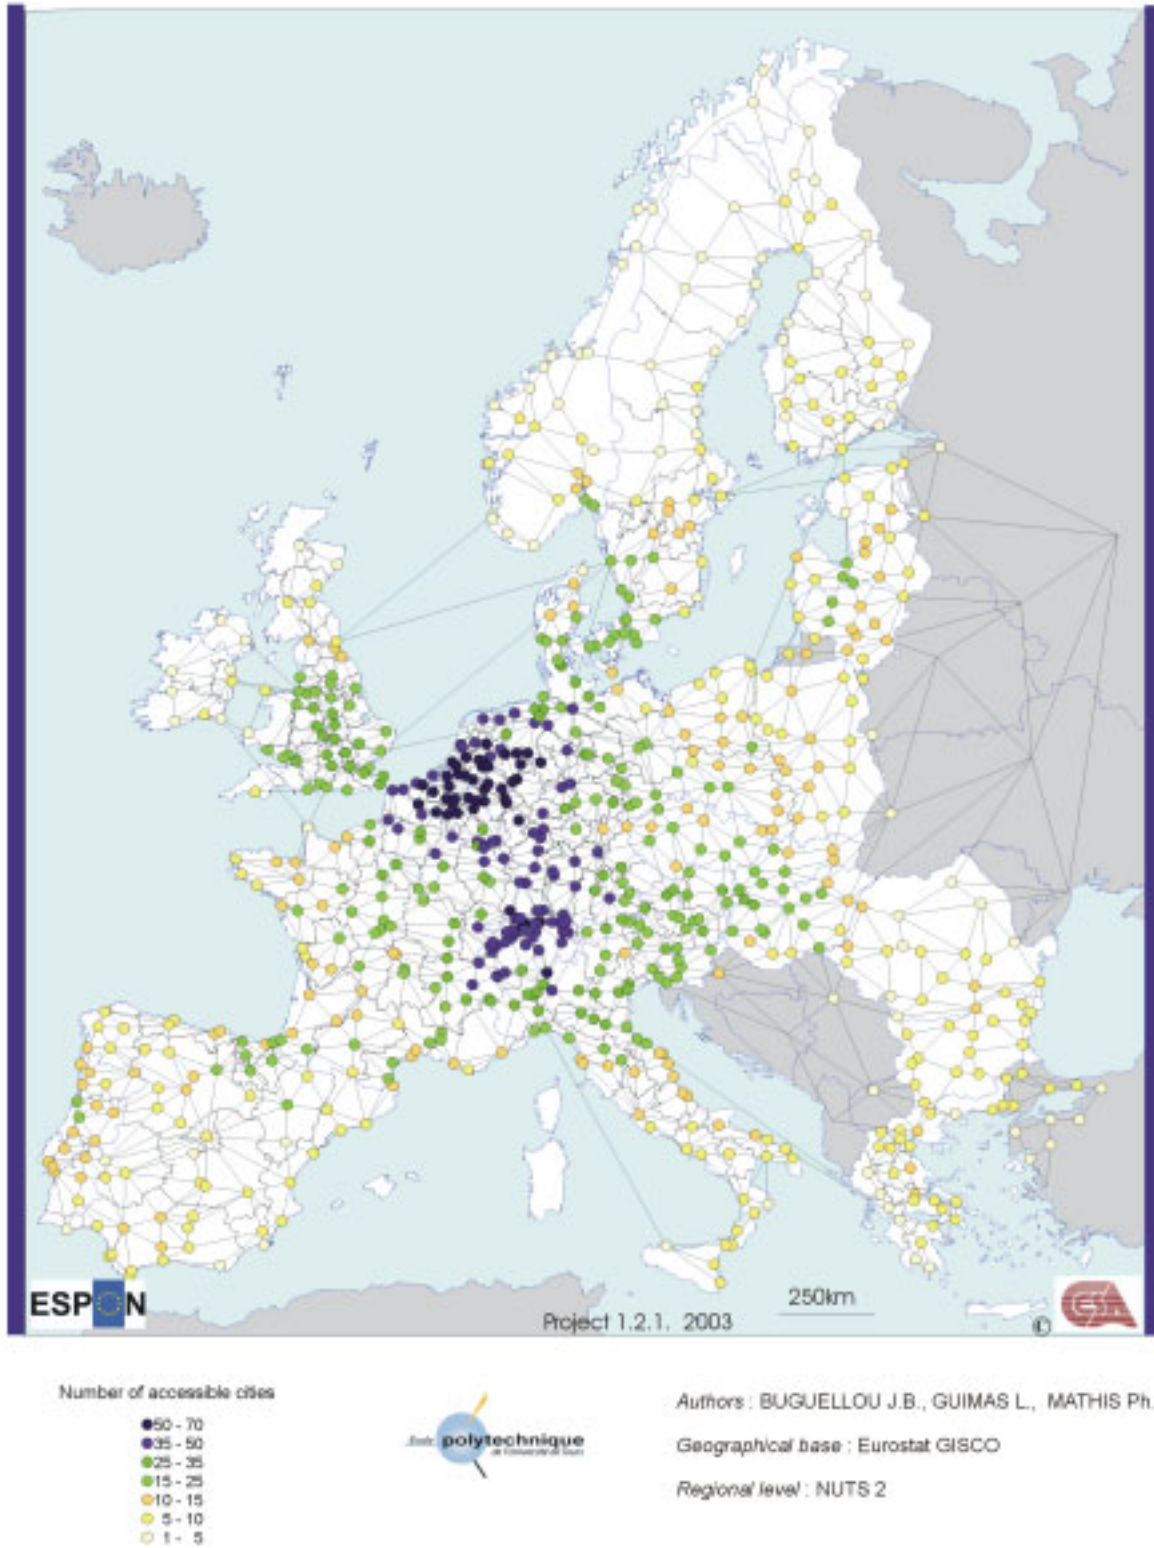 ESPON
Project 1.2.1. 2003
250km
©
Number of accessible cities
50 - 70
35 - 50
25 - 35
15 - 25
10 - 15
5 - 10
1 - 5
polytechnique
Authors : BUGUELLOU J.B., GUIMAS L., MATHIS Ph.
Geographical base : Eurostat GISCO
Regional level : NUTS 2